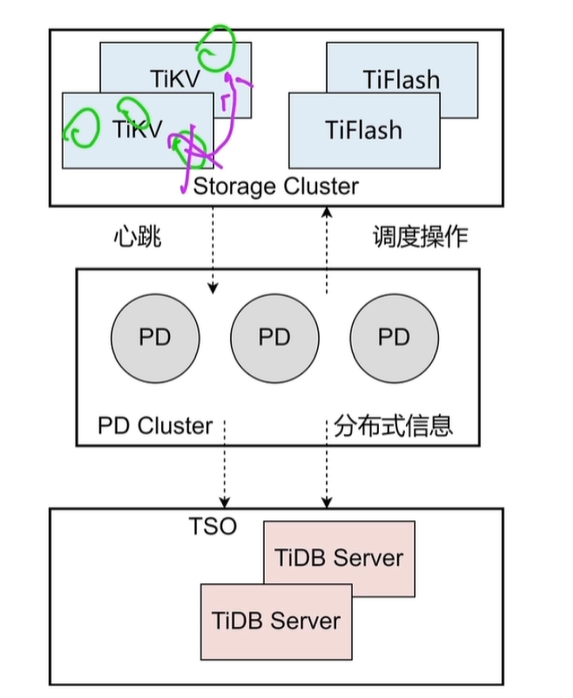 TiKV
TiFlash
TiKV
TiFlash
Storage Cluster
心跳
调度操作
PD
PD
PD
PD Cluster
分布式信息
TSO
TiDB Server
TiDB Server